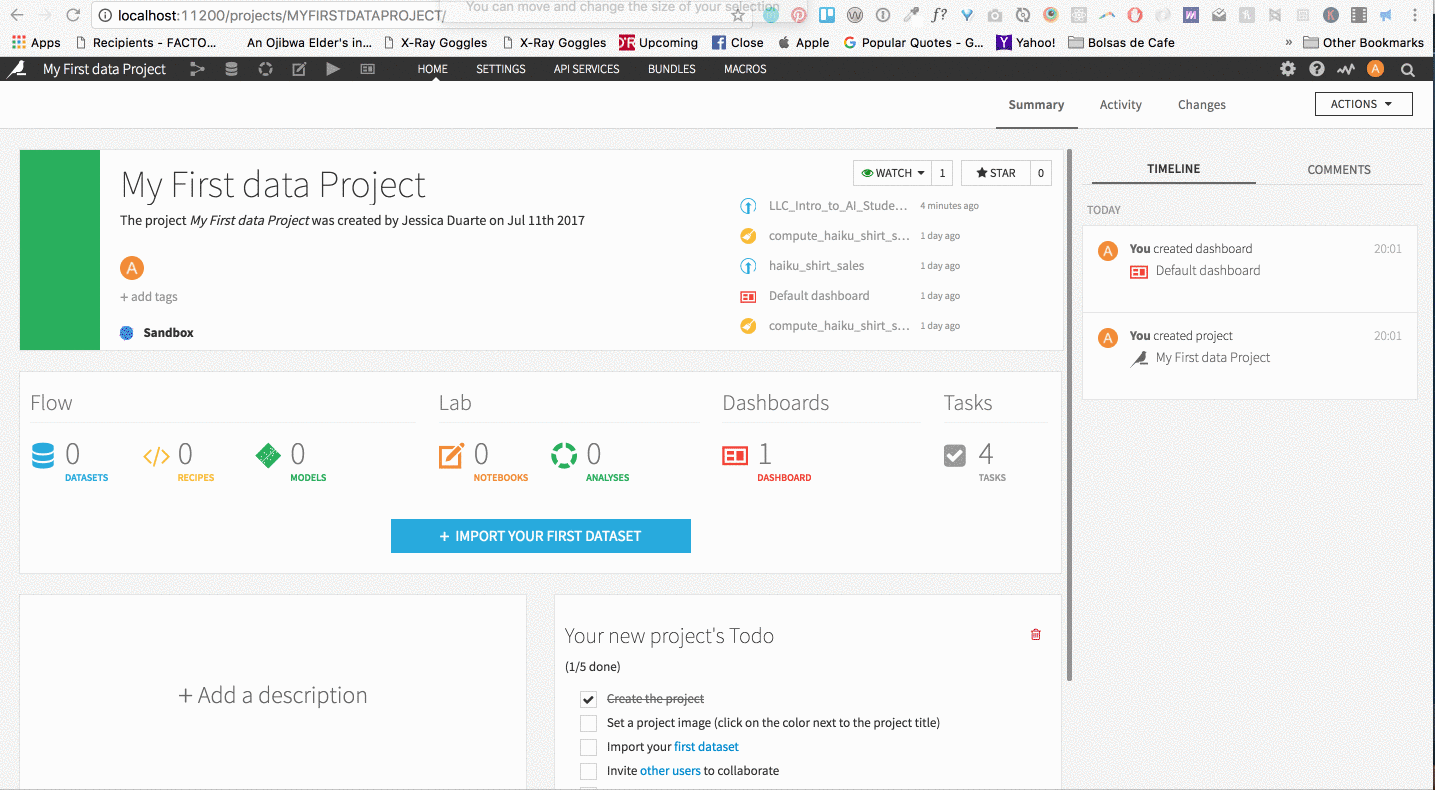 You can move and change the size of your selection
localhost:11200/projects/MYFIRSTDATAPROJECT/
f?
Apps Recipients - FACTO... An Ojibwa Elder's in... X-Ray Goggles X-Ray Goggles Upcoming Close Apple Popular Quotes - G... Yahoo! Bolsas de Cafe » Other Bookmarks
My First data Project HOME SETTINGS API SERVICES BUNDLES MACROS A
Summary Activity Changes ACTIONS
My First data Project
WATCH 1 STAR 0
The project My First data Project was created by Jessica Duarte on Jul 11th 2017
A
+ add tags
Sandbox
LLC_Intro_to_AI_Stude... 4 minutes ago
compute_haiku_shirt_s... 1 day ago
haiku_shirt_sales 1 day ago
Default dashboard 1 day ago
compute_haiku_shirt_s... 1 day ago
TIMELINE COMMENTS
TODAY
A You created dashboard 20:01
Default dashboard
A You created project 20:01
My First data Project
Flow Lab Dashboards Tasks
0 0 0 0 0 1 4
DATASETS RECIPES MODELS NOTEBOOKS ANALYSES DASHBOARD TASKS
+ IMPORT YOUR FIRST DATASET
+ Add a description
Your new project's Todo
(1/5 done)
Create the project
Set a project image (click on the color next to the project title)
Import your first dataset
Invite other users to collaborate